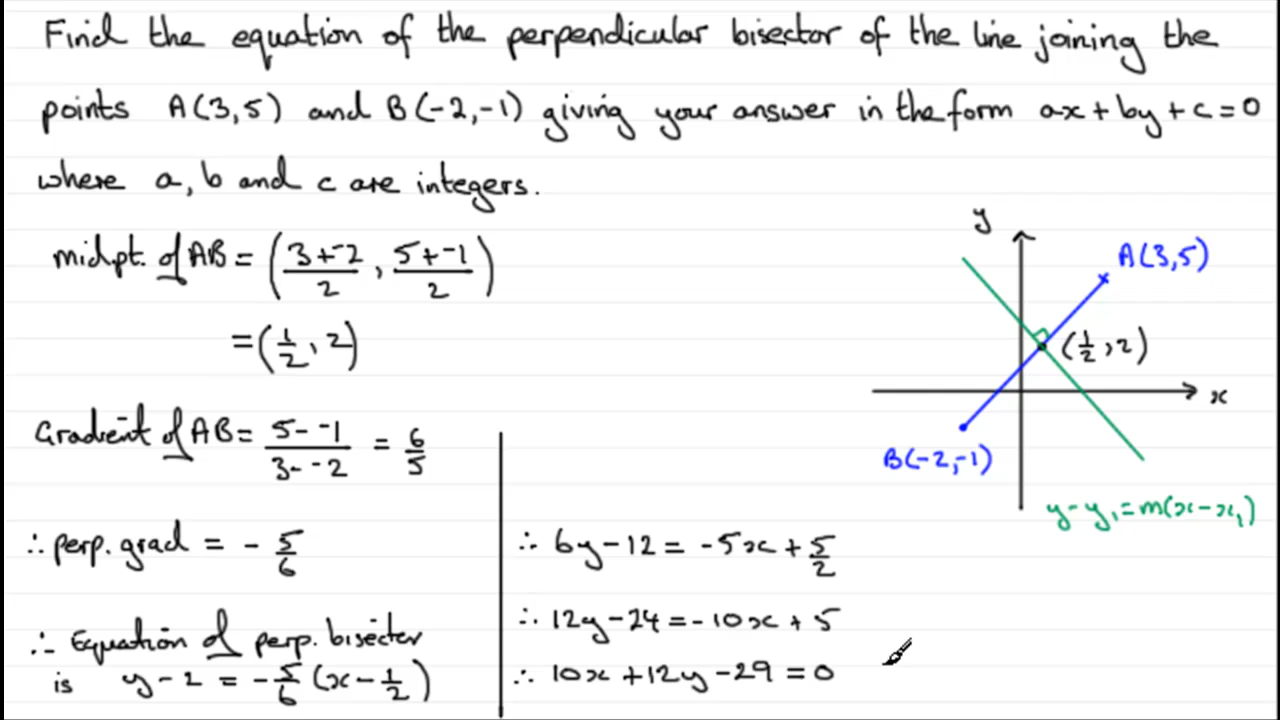 Find the equation of the perpendicular bisector of the line joining the
points A(3,5) and B(-2,-1) giving your answer in the form ax+by+c=0
where a, b and c are integers.
midpt. of AB = (3+-2/2, 5+-1/2)
= (1/2, 2)
Gradient of AB = 5--1/3--2 = 6/5
∴ perp. grad = - 5/6
∴ Equation of perp. bisector
is y-2 = -5/6 (x-1/2)
∴ 6y-12 = -5x+5/2
∴ 12y-24 = -10x+5
∴ 10x+12y-29 = 0
y
A(3,5)
(1/2, 2)
x
B(-2,-1)
y-y₁=m(x-x₁)